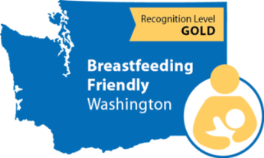 Recognition Level
GOLD
Breastfeeding
Friendly
Washington